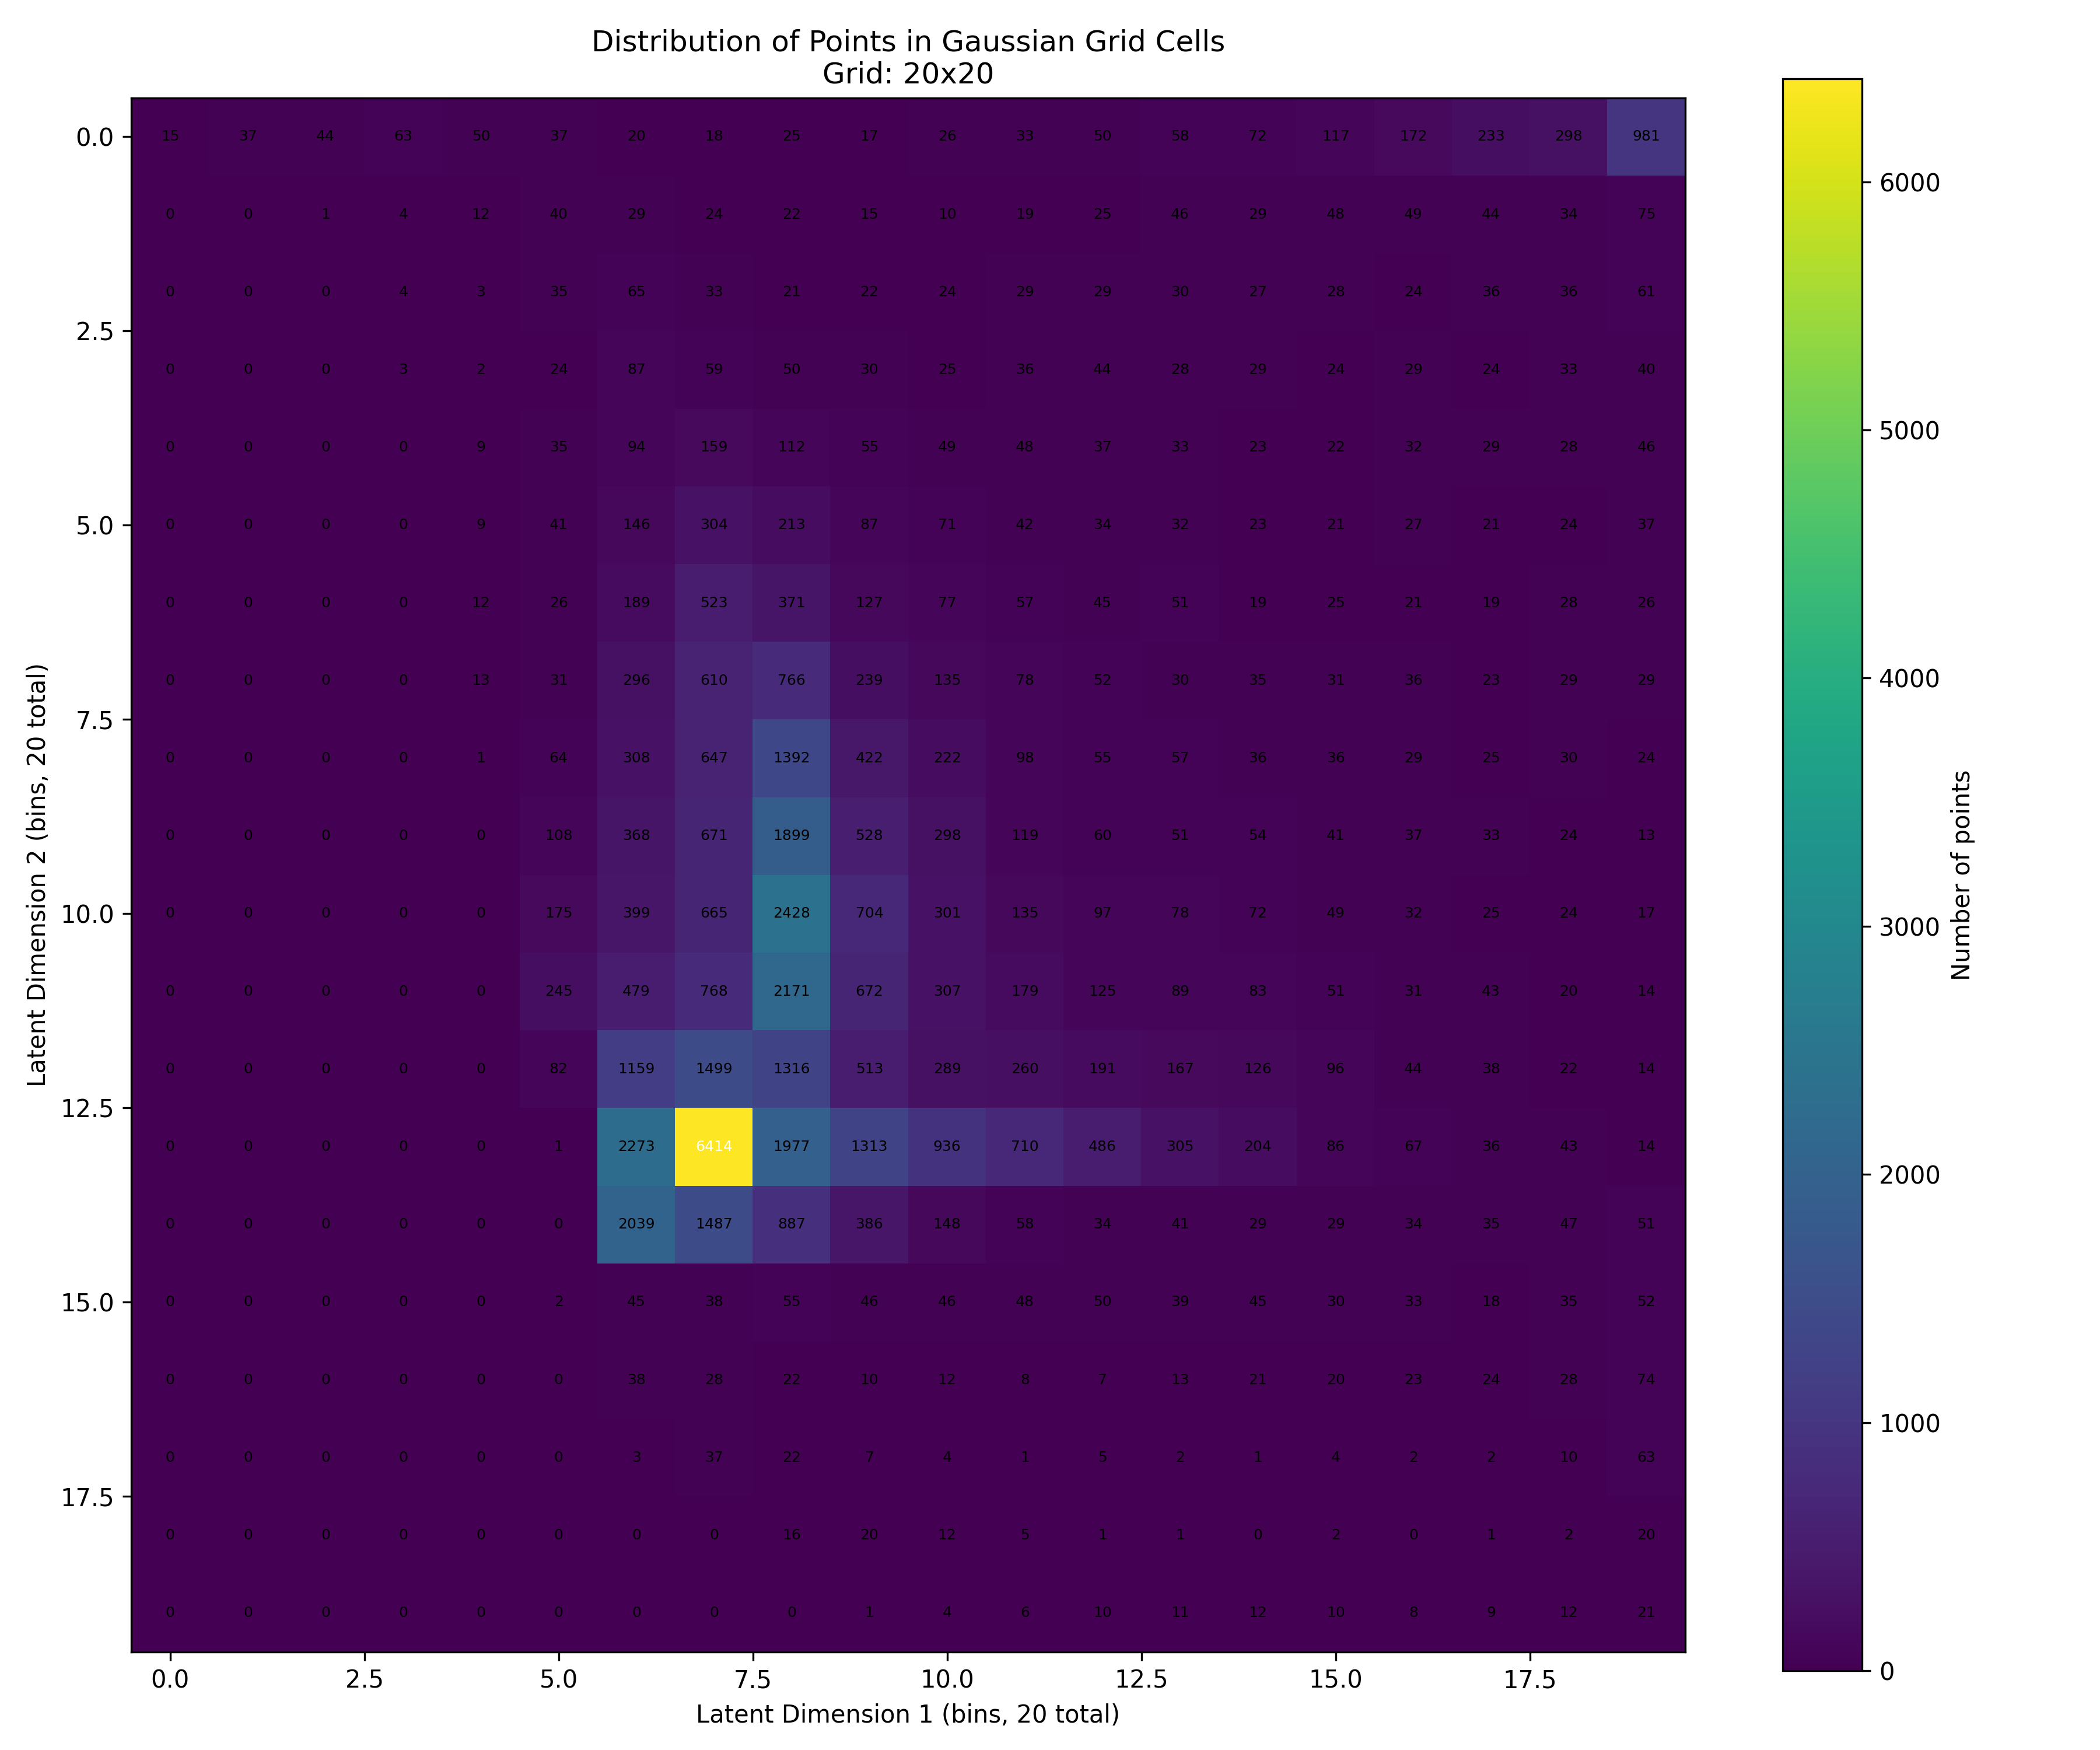 Distribution of Points in Gaussian Grid Cells
Grid: 20x20
0.0 15 37 44 63 50 37 20 18 25 17 26 33 50 58 72 117 172 233 298 981
0 0 1 4 12 40 29 24 22 15 10 19 25 46 29 48 49 44 34 75
0 0 0 4 3 35 65 33 21 22 24 29 29 30 27 28 24 36 36 61
2.5
0 0 0 3 2 24 87 59 50 30 25 36 44 28 29 24 29 24 33 40
0 0 0 0 9 35 94 159 112 55 49 48 37 33 23 22 32 29 28 46
5.0 0 0 0 0 9 41 146 304 213 87 71 42 34 32 23 21 27 21 24 37
0 0 0 0 12 26 189 523 371 127 77 57 45 51 19 25 21 19 28 26
0 0 0 0 13 31 296 610 766 239 135 78 52 30 35 31 36 23 29 29
7.5
0 0 0 0 1 64 308 647 1392 422 222 98 55 57 36 36 29 25 30 24
0 0 0 0 0 108 368 671 1899 528 298 119 60 51 54 41 37 33 24 13
10.0 0 0 0 0 0 175 399 665 2428 704 301 135 97 78 72 49 32 25 24 17
0 0 0 0 0 245 479 768 2171 672 307 179 125 89 83 51 31 43 20 14
0 0 0 0 0 82 1159 1499 1316 513 289 260 191 167 126 96 44 38 22 14
12.5
0 0 0 0 0 1 2273 6414 1977 1313 936 710 486 305 204 86 67 36 43 14
0 0 0 0 0 0 2039 1487 887 386 148 58 34 41 29 29 34 35 47 51
15.0 0 0 0 0 0 2 45 38 55 46 46 48 50 39 45 30 33 18 35 52
0 0 0 0 0 0 38 28 22 10 12 8 7 13 21 20 23 24 28 74
0 0 0 0 0 0 3 37 22 7 4 1 5 2 1 4 2 2 10 63
17.5
0 0 0 0 0 0 0 0 16 20 12 5 1 1 0 2 0 1 2 20
0 0 0 0 0 0 0 0 0 1 4 6 10 11 12 10 8 9 12 21
0.0 2.5 5.0 7.5 10.0 12.5 15.0 17.5
Latent Dimension 1 (bins, 20 total)
Latent Dimension 2 (bins, 20 total)
6000
5000
4000
3000
2000
1000
0
Number of points